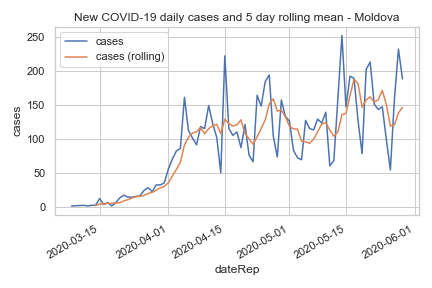 New COVID-19 daily cases and 5 day rolling mean - Moldova
cases
cases (rolling)
250
200
150
100
50
0
cases
2020-03-15
2020-04-01
2020-04-15
2020-05-01
2020-05-15
2020-06-01
dateRep